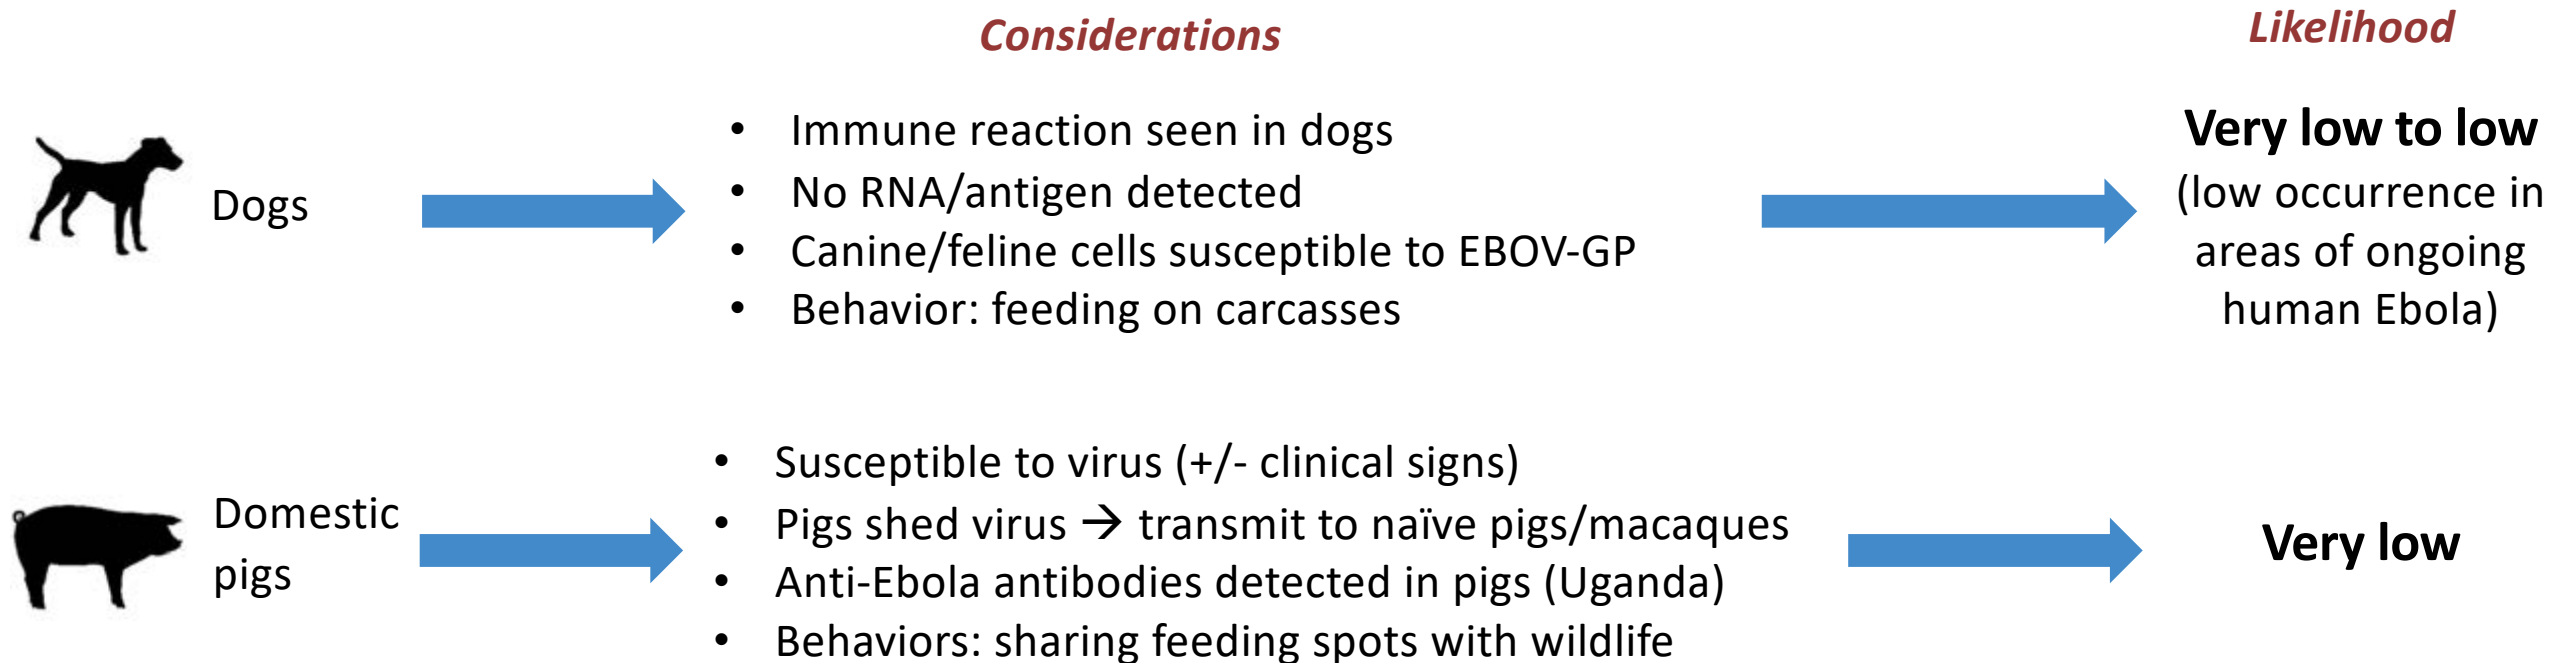 Considerations
Likelihood
Dogs
• Immune reaction seen in dogs
• No RNA/antigen detected
• Canine/feline cells susceptible to EBOV-GP
• Behavior: feeding on carcasses
Very low to low
(low occurrence in
areas of ongoing
human Ebola)
Domestic
pigs
• Susceptible to virus (+/- clinical signs)
• Pigs shed virus → transmit to naïve pigs/macaques
• Anti-Ebola antibodies detected in pigs (Uganda)
• Behaviors: sharing feeding spots with wildlife
Very low